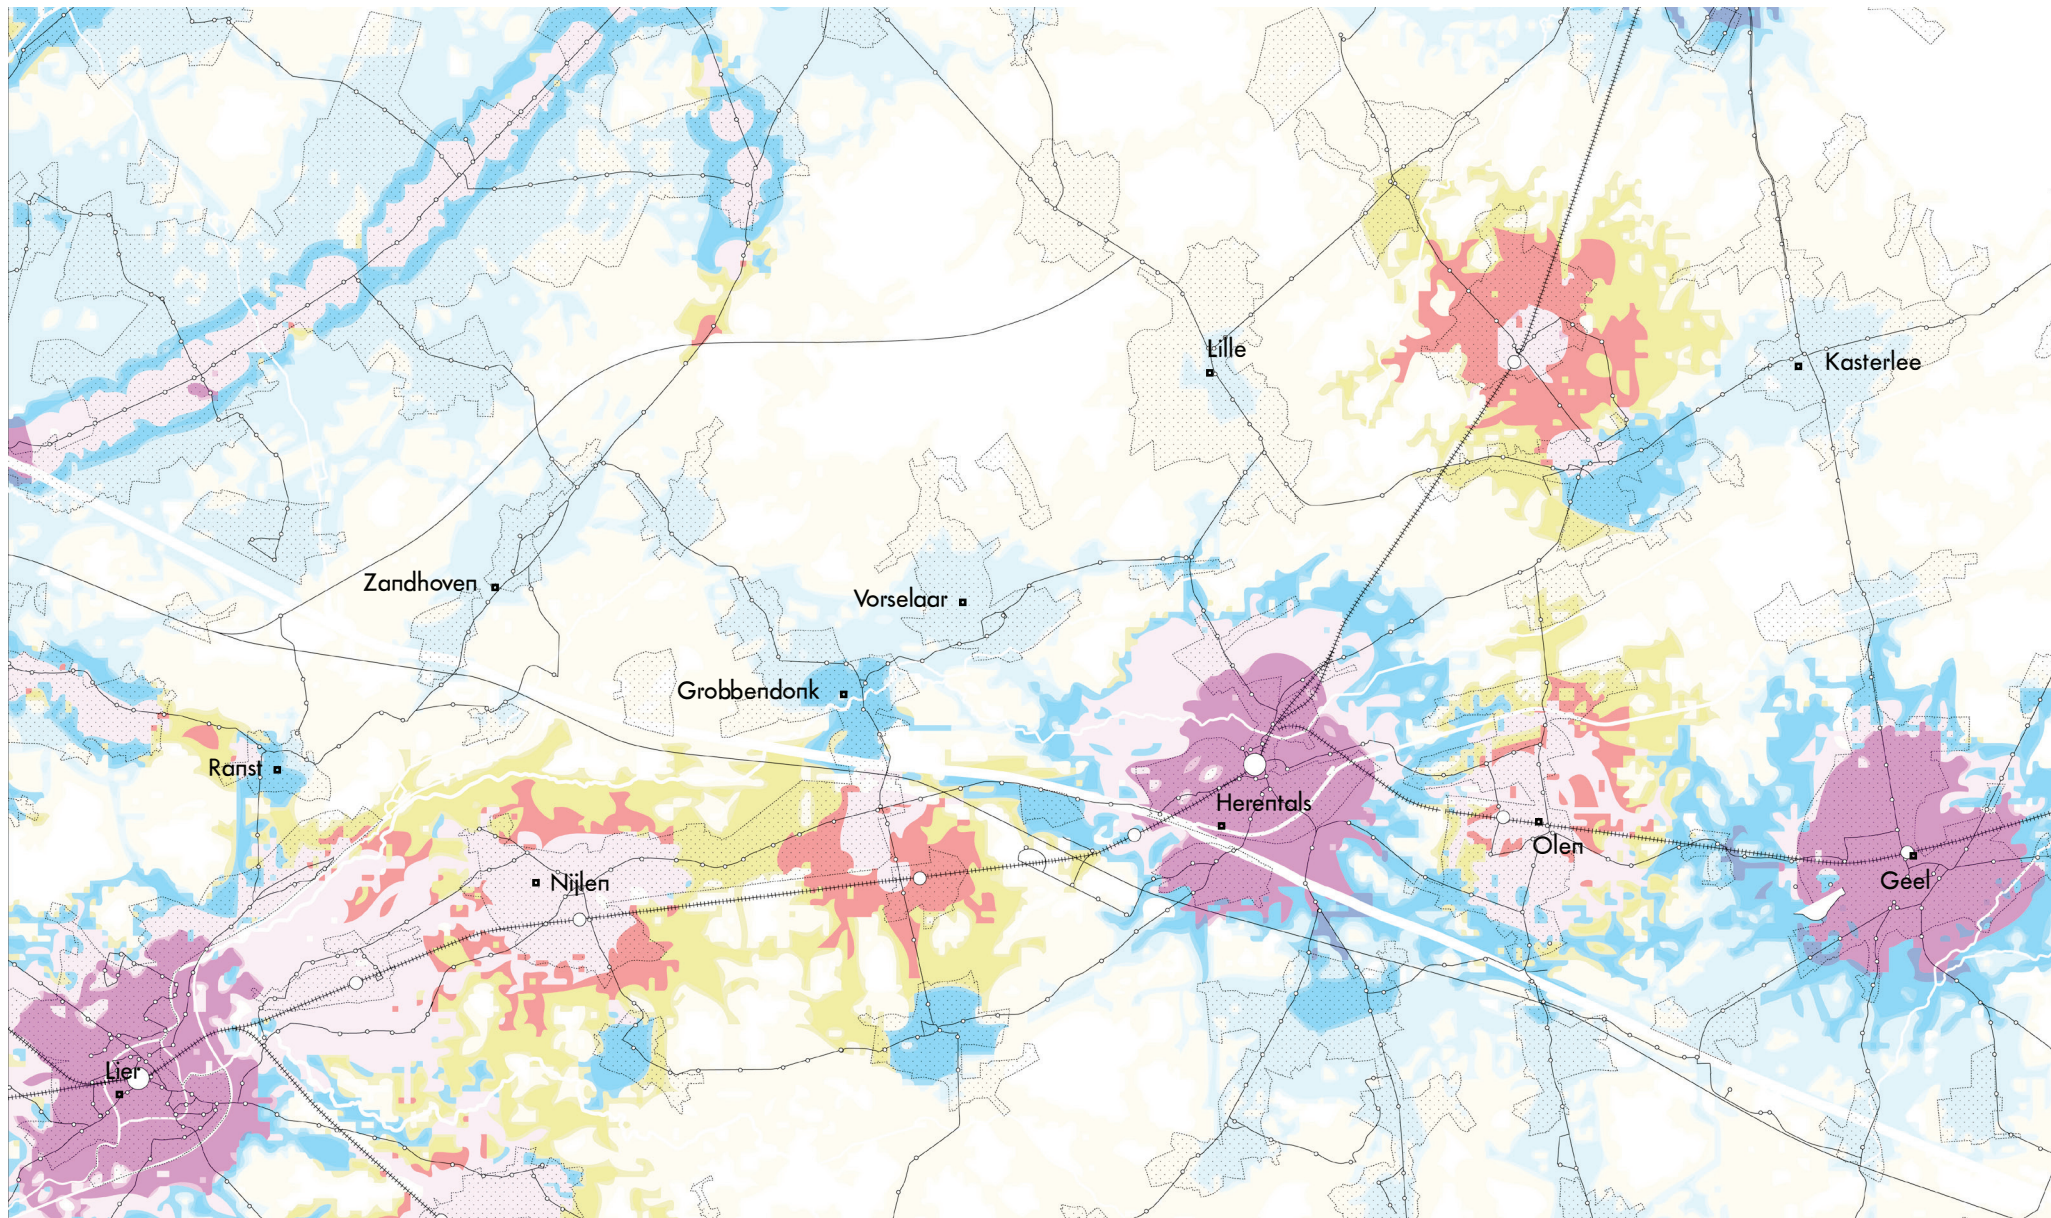 Lille
Kasterlee
Zandhoven
Vorselaar
Grobbendonk
Ranst
Herentals
Olen
Nijlen
Geel
Lier